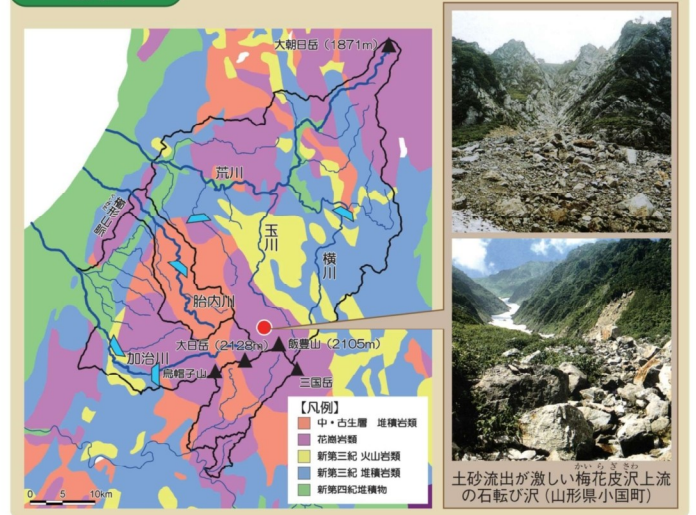 大朝日岳（1871m）
荒川
櫛形山脈
玉川
横川
胎内川
大日岳（2128m）
飯豊山（2105m）
加治川
烏帽子山
三国岳
【凡例】
中・古生層 堆積岩類
花崗岩類
新第三紀 火山岩類
新第三紀 堆積岩類
新第四紀堆積物
0 5 10km
かいらぎさわ
土砂流出が激しい梅花皮沢上流
の石転び沢（山形県小国町）